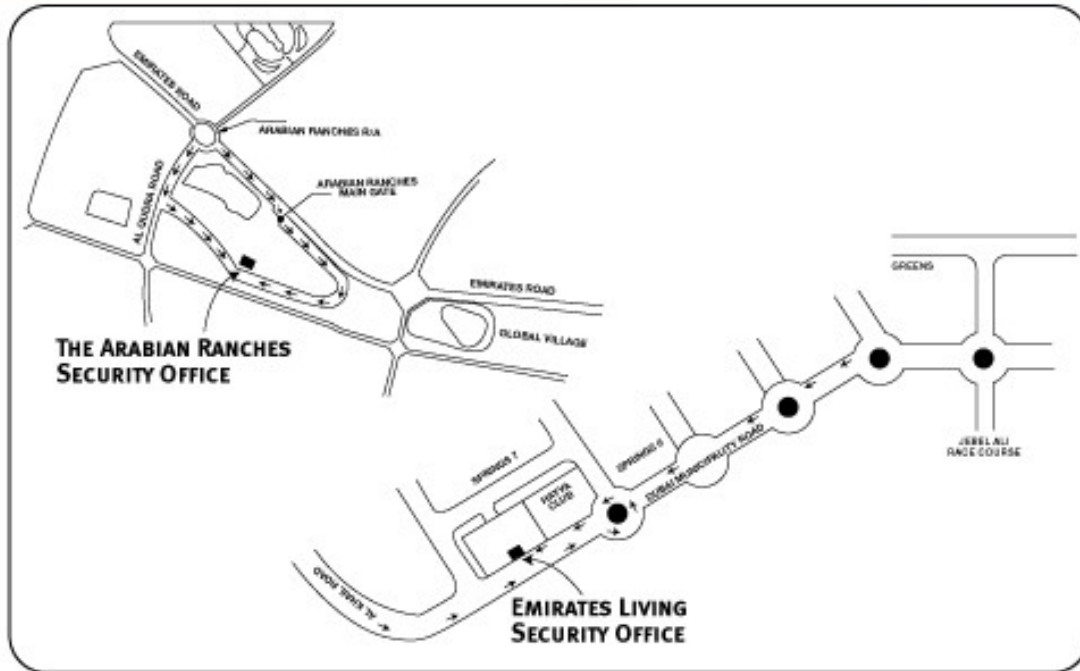 EMIRATES ROAD
ARABIAN RANCHES R/A
ARABIAN RANCHES
MAIN GATE
AL QUDRA ROAD
EMIRATES ROAD
GLOBAL VILLAGE
THE ARABIAN RANCHES
SECURITY OFFICE
GREENS
JEBEL ALI
RACE COURSE
DUBAI MUNICIPALITY ROAD
SPRINGS 6
SPRINGS 7
HATTA
CLUB
AL KHAIL ROAD
EMIRATES LIVING
SECURITY OFFICE